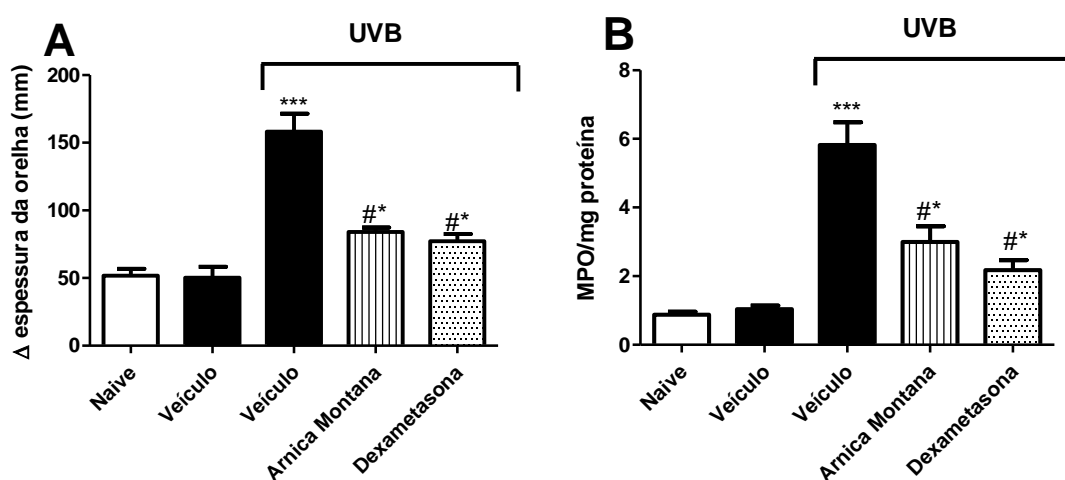 A
UVB
Δ espessura da orelha (mm)
200
150
100
50
0
***
#*
#*
Naive
Veículo
Veículo
Arnica Montana
Dexametasona
B
UVB
MPO/mg proteína
8
6
4
2
0
***
#*
#*
Naive
Veículo
Veículo
Arnica Montana
Dexametasona